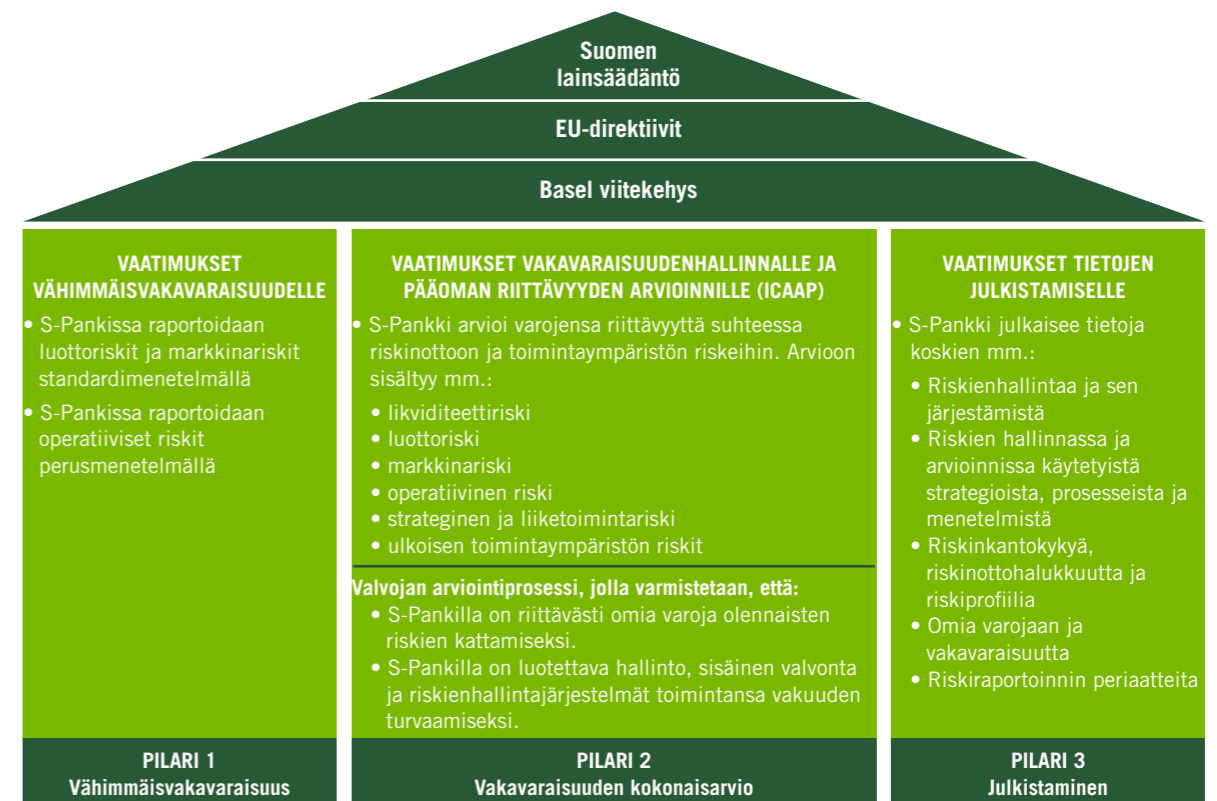 Suomen
lainsäädäntö
EU-direktiivit
Basel viitekehys
VAATIMUKSET
VÄHIMMÄISVAKAVARAISUUDELLE
• S-Pankissa raportoidaan
luottoriskit ja markkinariskit
standardimenetelmällä
• S-Pankissa raportoidaan
operatiiviset riskit
perusmenetelmällä
PILARI 1
Vähimmäisvakavaraisuus
VAATIMUKSET VAKAVARAISUUDENHALLINNALLE JA
PÄÄOMAN RIITTÄVYYDEN ARVIOINNILLE (ICAAP)
• S-Pankki arvioi varojensa riittävyyttä suhteessa
riskinottoon ja toimintaympäristön riskeihin. Arvioon
sisältyy mm.:
• likviditeettiriski
• luottoriski
• markkinariski
• operatiivinen riski
• strateginen ja liiketoimintariski
• ulkoisen toimintaympäristön riskit
Valvojan arviointiprosessi, jolla varmistetaan, että:
• S-Pankilla on riittävästi omia varoja olennaisten
riskien kattamiseksi.
• S-Pankilla on luotettava hallinto, sisäinen valvonta
ja riskienhallintajärjestelmät toimintansa vakuuden
turvaamiseksi.
PILARI 2
Vakavaraisuuden kokonaisarvio
VAATIMUKSET TIETOJEN
JULKISTAMISELLE
• S-Pankki julkaisee tietoja
koskien mm.:
• Riskienhallintaa ja sen
järjestämistä
• Riskien hallinnassa ja
arvioinnissa käytetyistä
strategioista, prosesseista ja
menetelmistä
• Riskinkantokykyä,
riskinottohalukkuutta ja
riskiprofiilia
• Omia varojaan ja
vakavaraisuutta
• Riskiraportoinnin periaatteita
PILARI 3
Julkistaminen